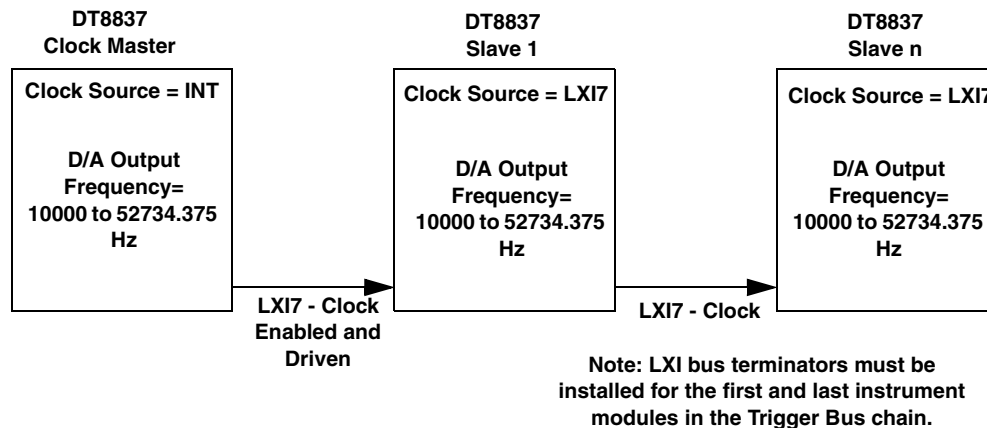 DT8837
Clock Master
Clock Source = INT
D/A Output
Frequency=
10000 to 52734.375
Hz
LXI7 - Clock
Enabled and
Driven
DT8837
Slave 1
Clock Source = LXI7
D/A Output
Frequency=
10000 to 52734.375
Hz
LXI7 - Clock
DT8837
Slave n
Clock Source = LXI7
D/A Output
Frequency=
10000 to 52734.375
Hz
Note: LXI bus terminators must be
installed for the first and last instrument
modules in the Trigger Bus chain.